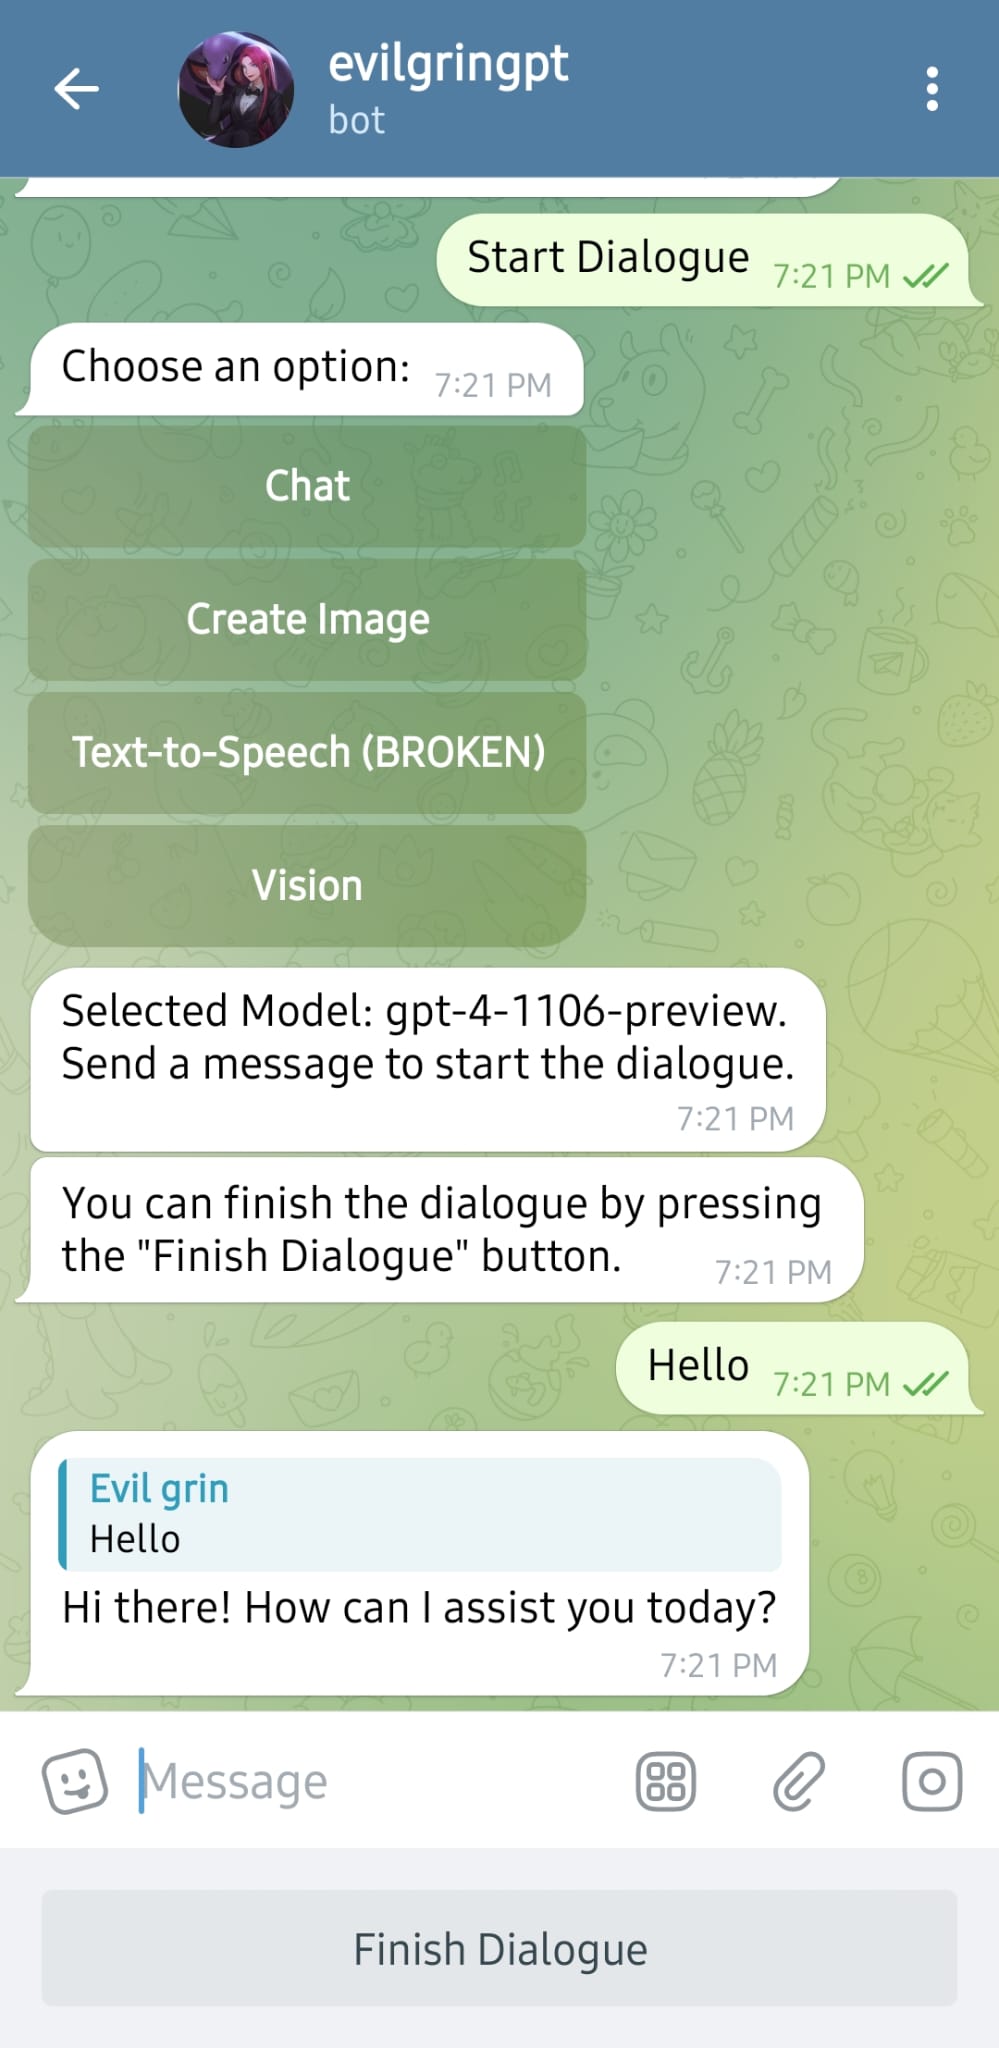 evilgringpt
bot
Start Dialogue 7:21 PM
Choose an option: 7:21 PM
Chat
Create Image
Text-to-Speech (BROKEN)
Vision
Selected Model: gpt-4-1106-preview.
Send a message to start the dialogue.
7:21 PM
You can finish the dialogue by pressing
the "Finish Dialogue" button. 7:21 PM
Hello 7:21 PM
Evil grin
Hello
Hi there! How can I assist you today?
7:21 PM
Message
Finish Dialogue